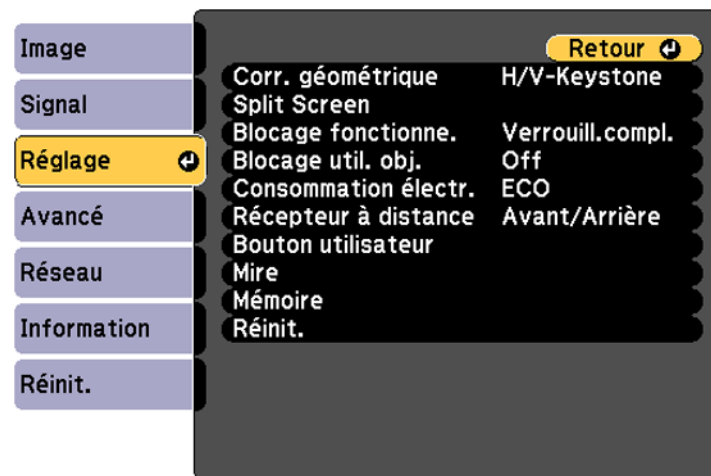 Image
Signal
Réglage
Avancé
Réseau
Information
Réinit.
Retour
Corr. géométrique H/V-Keystone
Split Screen
Blocage fonctionne. Verrouill.compl.
Blocage util. obj. Off
Consommation électr. ECO
Récepteur à distance Avant/Arrière
Bouton utilisateur
Mire
Mémoire
Réinit.